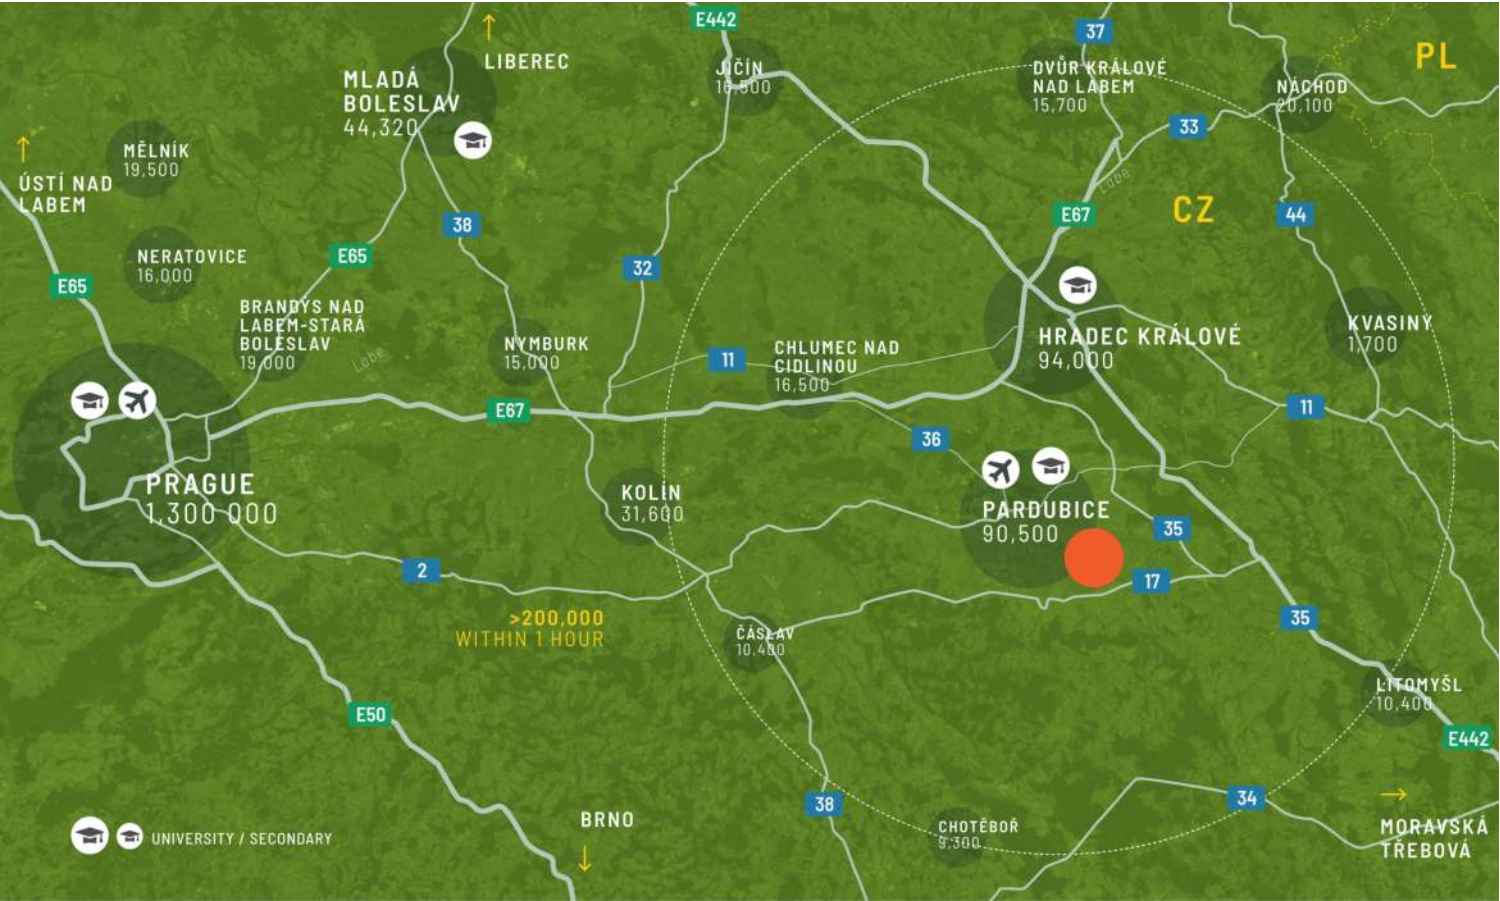 E442
37
LIBEREC
PL
MLADÁ
BOLESLAV
44,320
JIČÍN
16,500
DVŮR KRÁLOVÉ
NAD LABEM
15,700
NÁCHOD
20,100
33
MĚLNÍK
19,500
ÚSTÍ NAD
LABEM
Labe
CZ
E67
44
38
NERATOVICE
16,000
E65
E65
32
BRANDÝS NAD
LABEM-STARÁ
BOLESLAV
19,000
Labe
NYMBURK
15,000
11
CHLUMEC NAD
CIDLINOU
16,500
HRADEC KRÁLOVÉ
94,000
KVASINY
1,700
E67
11
36
PRAGUE
1,300 000
KOLÍN
31,600
PARDUBICE
90,500
35
2
17
>200,000
WITHIN 1 HOUR
ČÁSLAV
10,400
35
LITOMYŠL
10,400
E50
E442
38
34
BRNO
CHOTĚBOŘ
9,300
MORAVSKÁ
TŘEBOVÁ
UNIVERSITY / SECONDARY